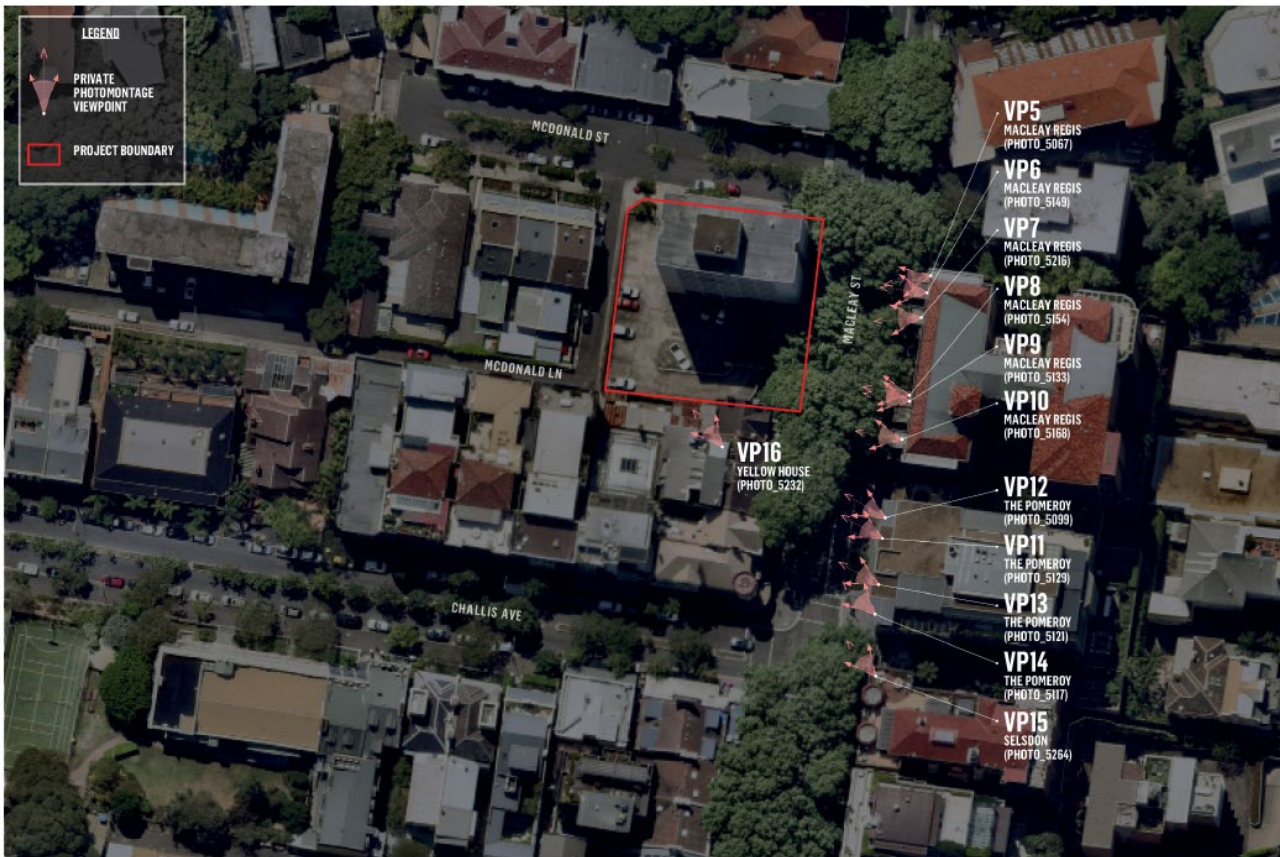 LEGEND
PRIVATE
PHOTOMONTAGE
VIEWPOINT
PROJECT BOUNDARY
MCDONALD ST
MACLEAY ST
MCDONALD LN
CHALLIS AVE
VP5
MACLEAY REGIS
(PHOTO_5067)
VP6
MACLEAY REGIS
(PHOTO_5149)
VP7
MACLEAY REGIS
(PHOTO_5216)
VP8
MACLEAY REGIS
(PHOTO_5154)
VP9
MACLEAY REGIS
(PHOTO_5133)
VP10
MACLEAY REGIS
(PHOTO_5168)
VP16
YELLOW HOUSE
(PHOTO_5232)
VP12
THE POMEROY
(PHOTO_5099)
VP11
THE POMEROY
(PHOTO_5129)
VP13
THE POMEROY
(PHOTO_5121)
VP14
THE POMEROY
(PHOTO_5117)
VP15
SELSDON
(PHOTO_5264)